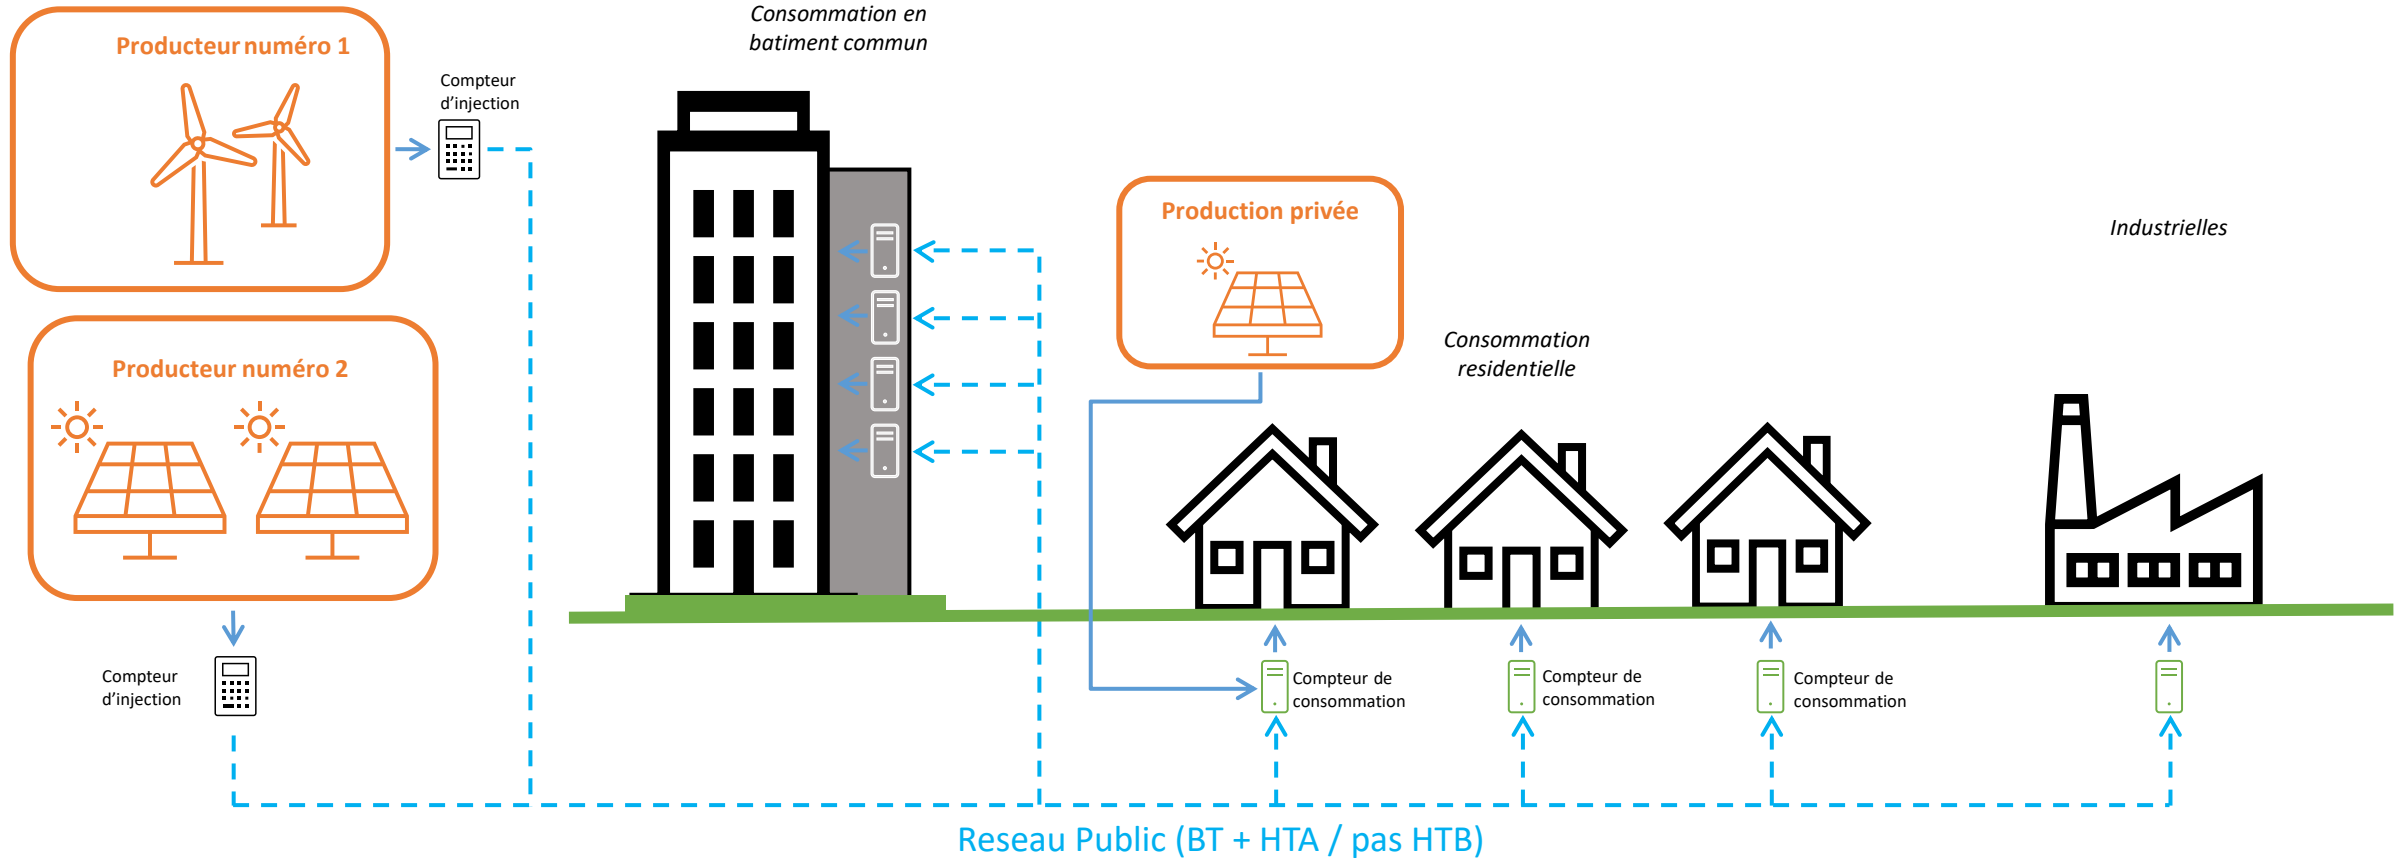 Consommation en
batiment commun
Producteur numéro 1
Compteur
d'injection
Production privée
Industrielles
Consommation
residentielle
Producteur numéro 2
Compteur
d'injection
Compteur de
consommation
Compteur de
consommation
Compteur de
consommation
Reseau Public (BT + HTA / pas HTB)